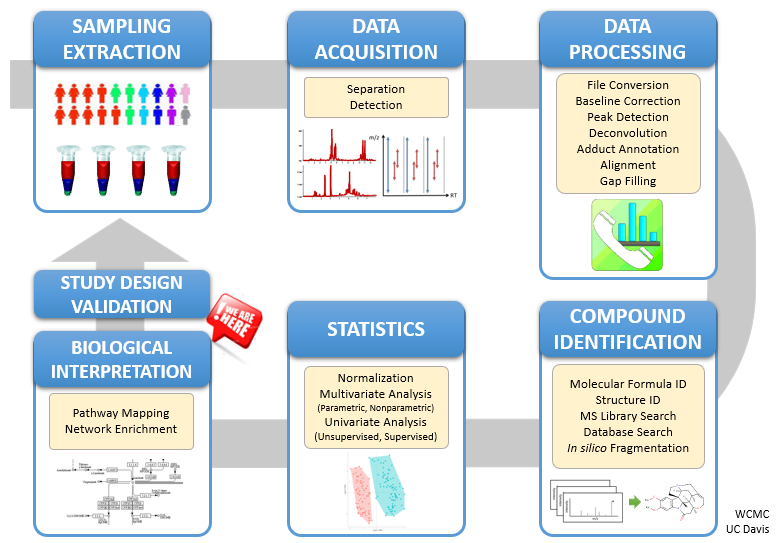 SAMPLING
EXTRACTION
DATA
ACQUISITION
Separation
Detection
m/z
RT
DATA
PROCESSING
File Conversion
Baseline Correction
Peak Detection
Deconvolution
Adduct Annotation
Alignment
Gap Filling
STUDY DESIGN
VALIDATION
! WE ARE
HERE
BIOLOGICAL
INTERPRETATION
Pathway Mapping
Network Enrichment
STATISTICS
Normalization
Multivariate Analysis
(Parametric, Nonparametric)
Univariate Analysis
(Unsupervised, Supervised)
COMPOUND
IDENTIFICATION
Molecular Formula ID
Structure ID
MS Library Search
Database Search
In silico Fragmentation
WCMC
UC Davis